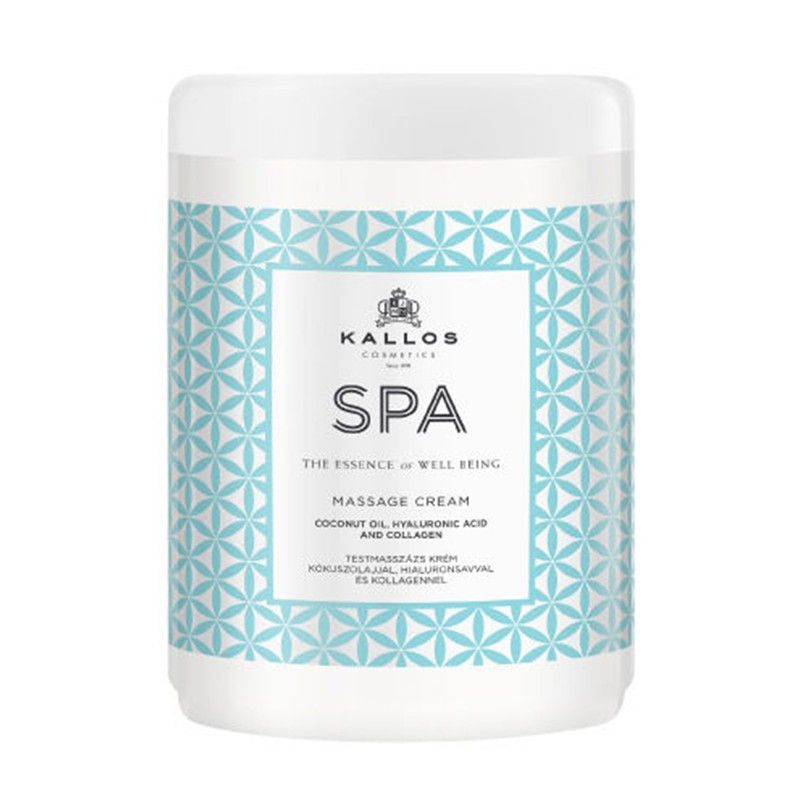 KALLOS
COSMETICS
SPA
THE ESSENCE of WELL BEING
MASSAGE CREAM
COCONUT OIL, HYALURONIC ACID
AND COLLAGEN
TESTMASSZÁZS KRÉM
KÓKUSZOLAJJAL, HIALURONSAVVAL
ÉS KOLLAGÉNNEL